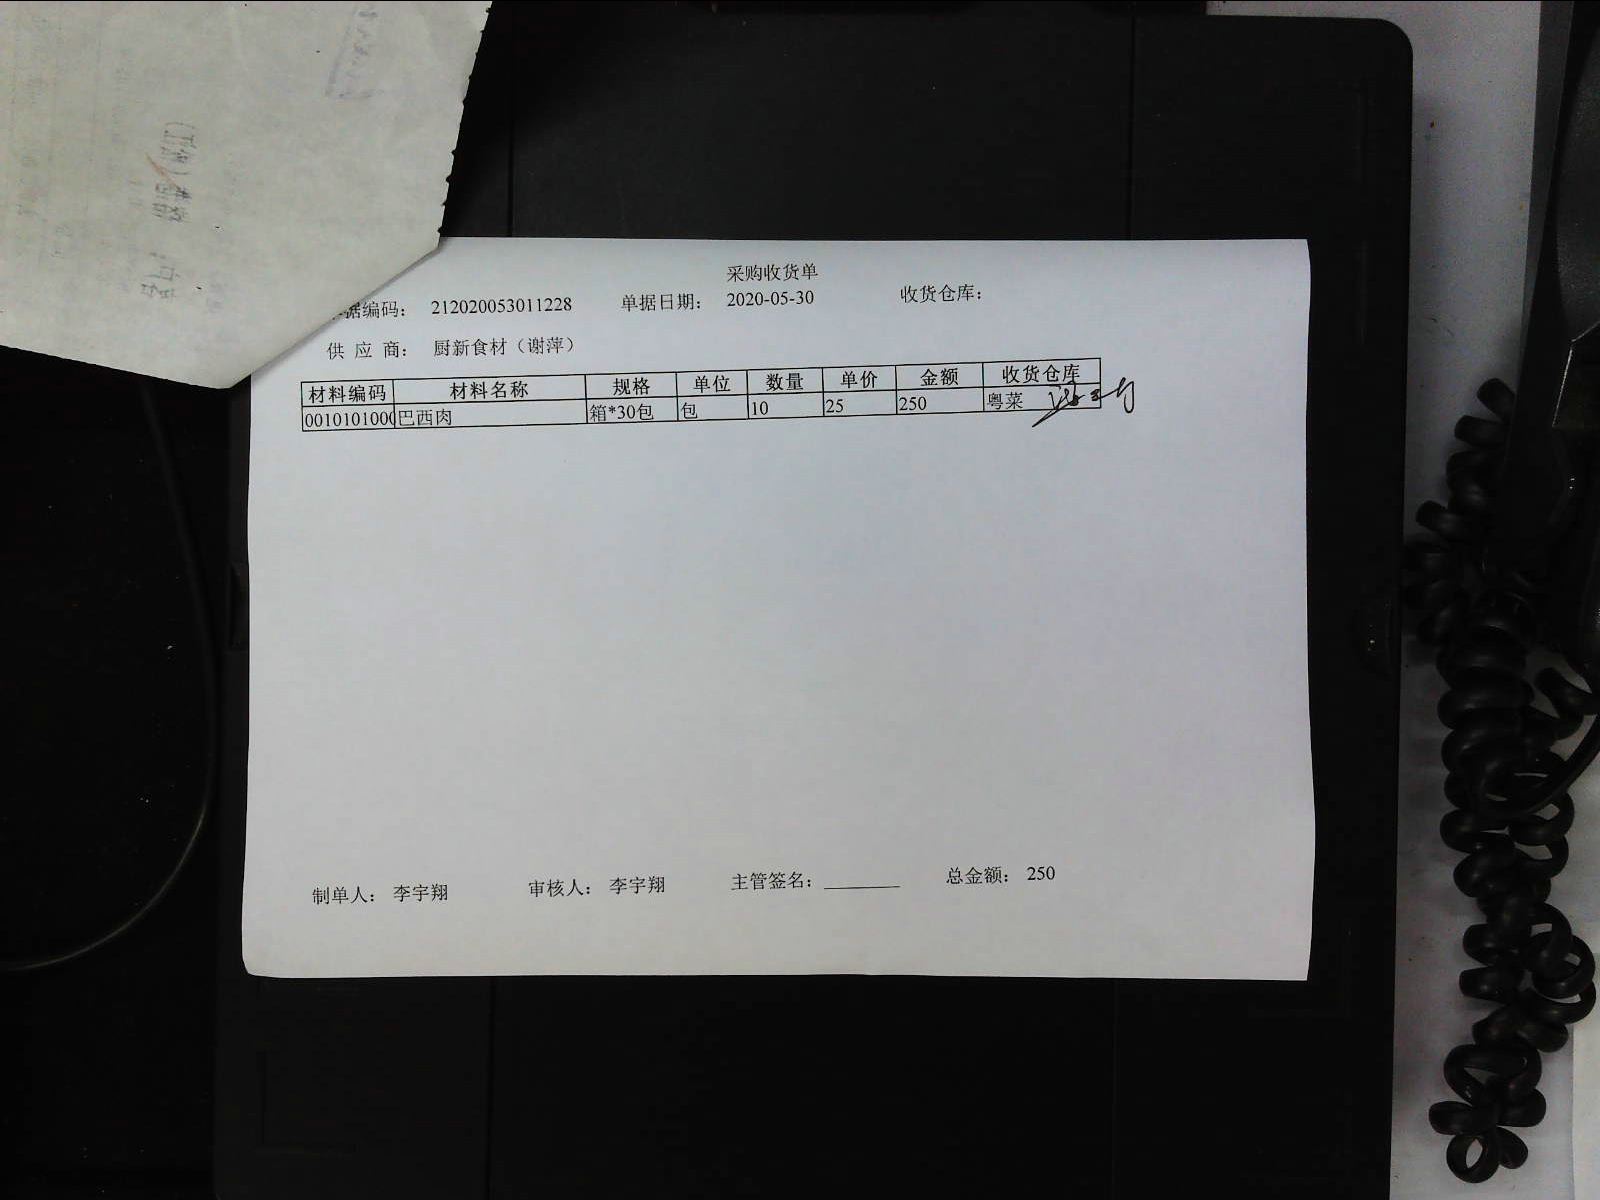 采购收货单
据编码： 212020053011228 单据日期： 2020-05-30 收货仓库：
供 应 商： 厨新食材（谢萍）
材料编码 材料名称 规格 单位 数量 单价 金额 收货仓库
0010101000 巴西肉 箱*30包 包 10 25 250 粤菜
制单人： 李宇翔 审核人： 李宇翔 主管签名： 总金额： 250